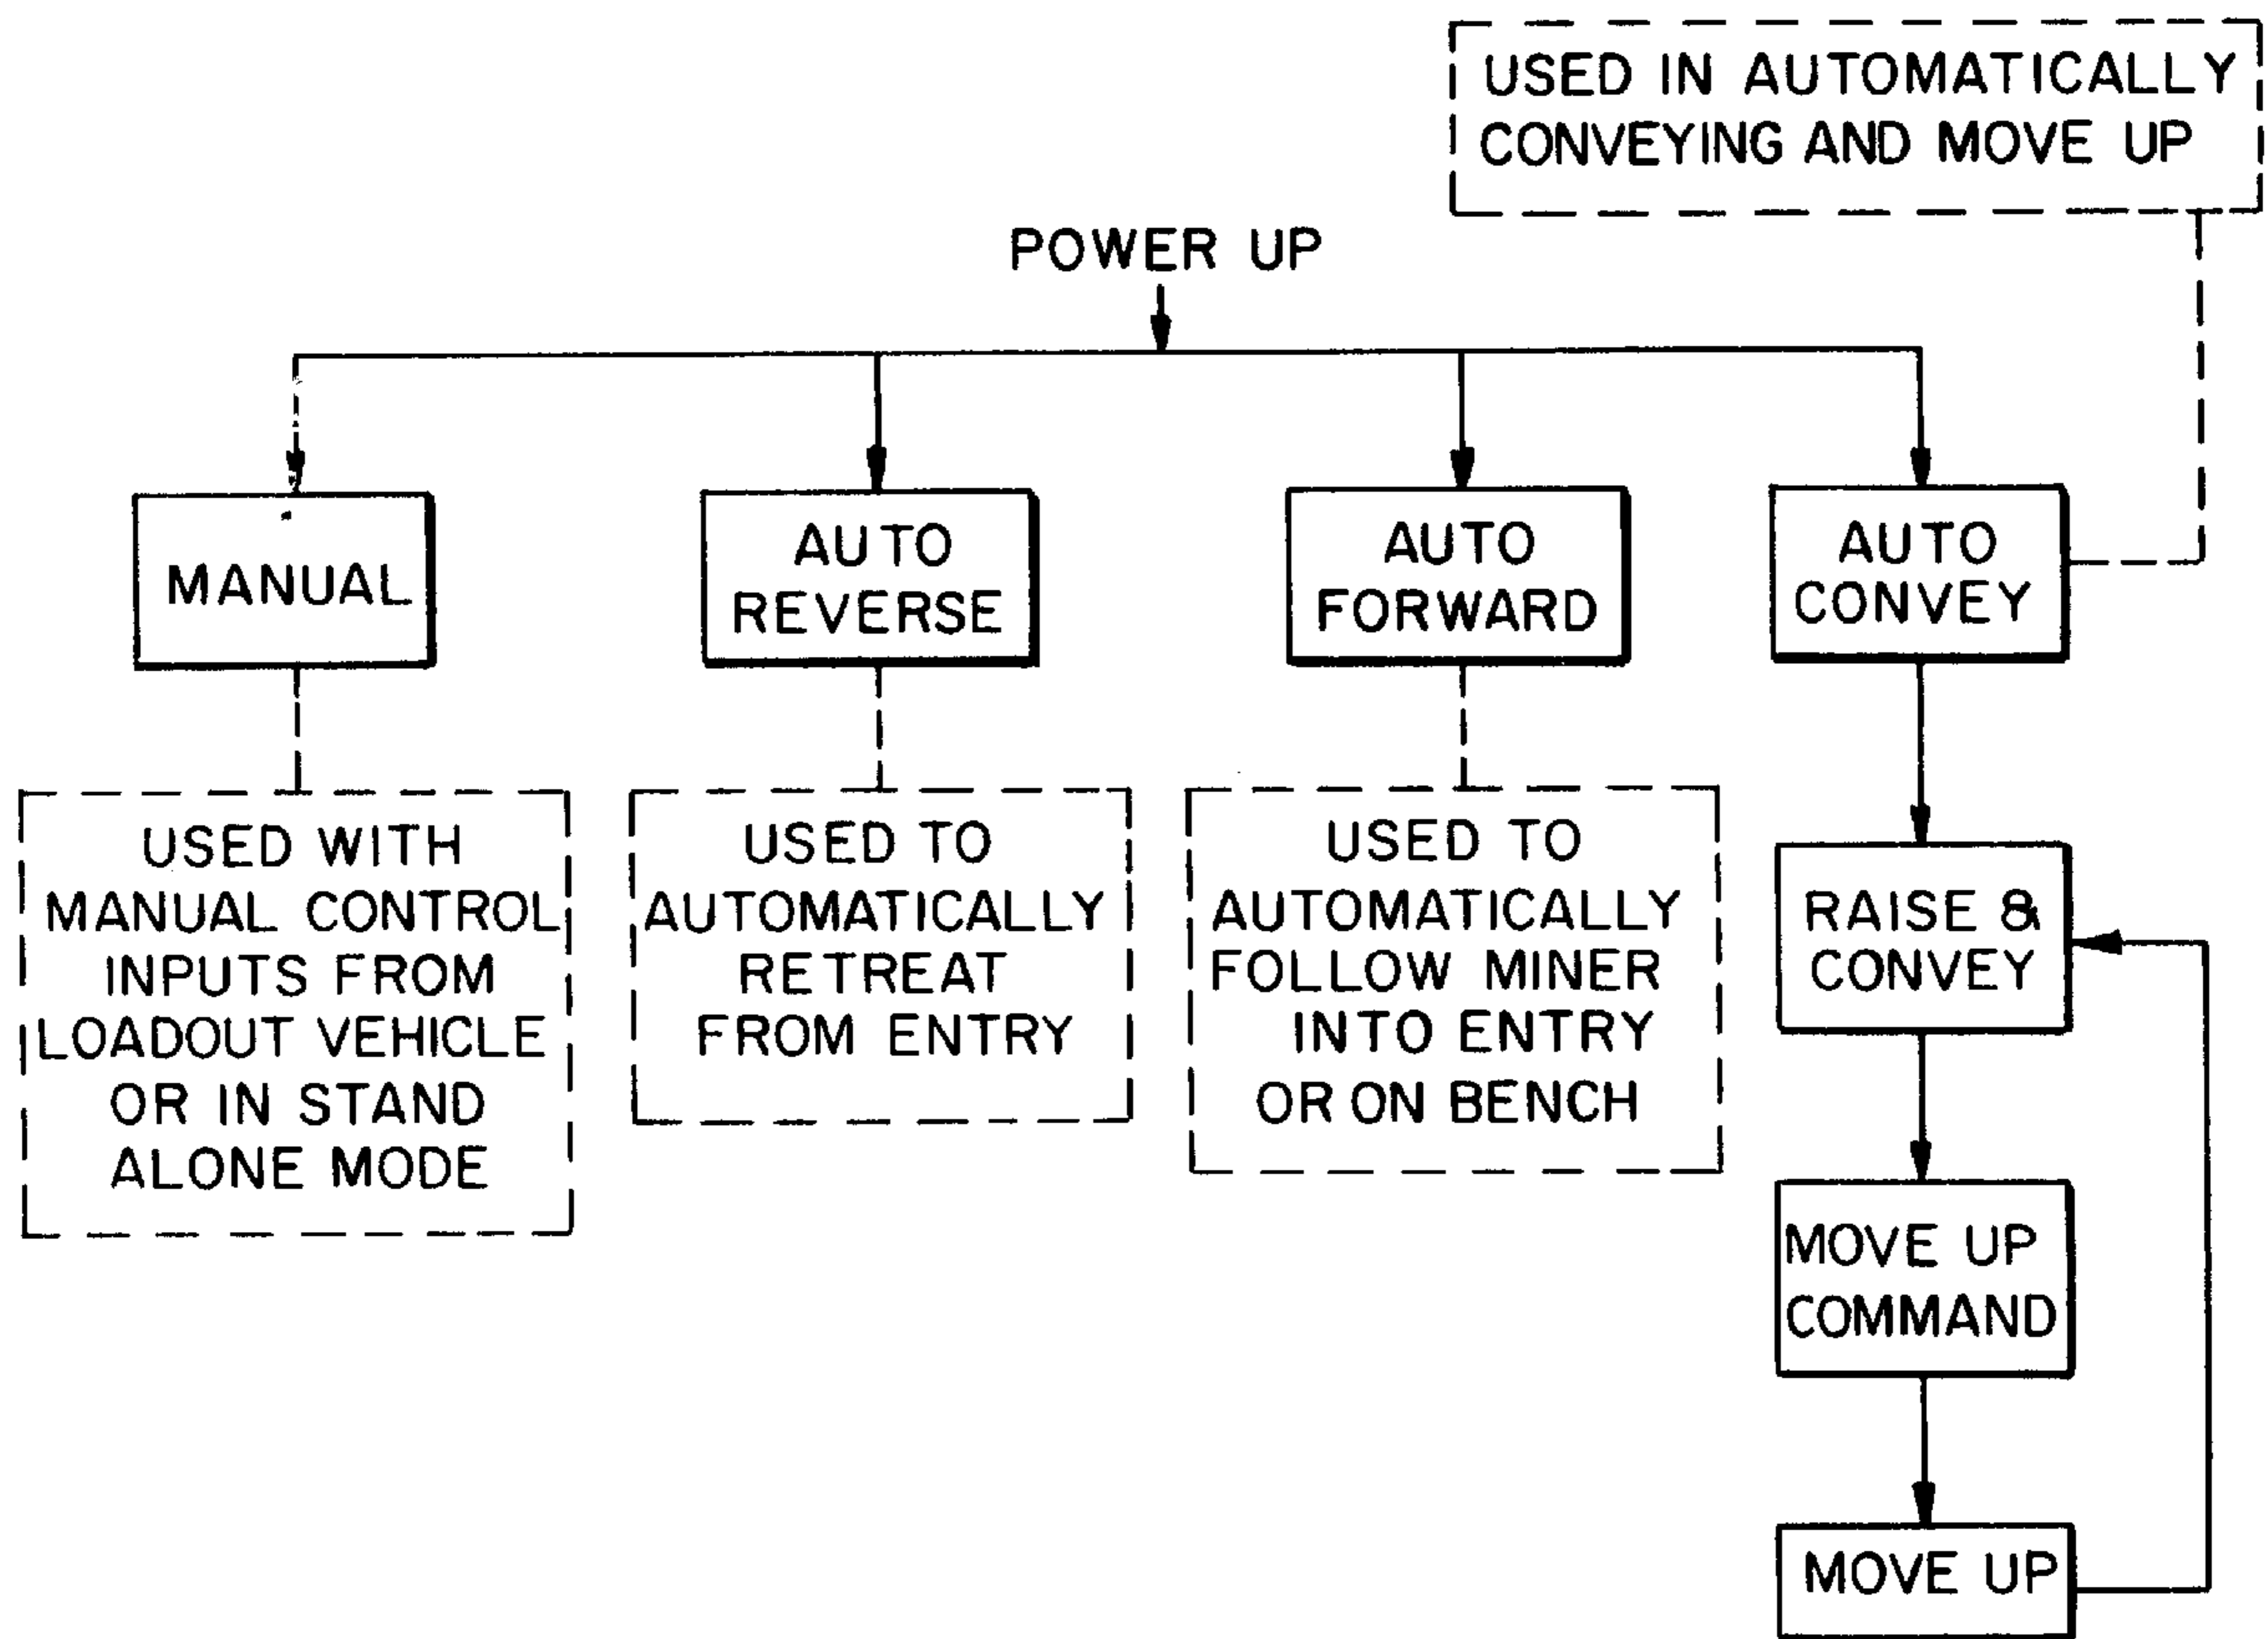 USED IN AUTOMATICALLY
CONVEYING AND MOVE UP
POWER UP
MANUAL
AUTO
REVERSE
AUTO
FORWARD
AUTO
CONVEY
USED WITH
MANUAL CONTROL
INPUTS FROM
LOADOUT VEHICLE
OR IN STAND
ALONE MODE
USED TO
AUTOMATICALLY
RETREAT
FROM ENTRY
USED TO
AUTOMATICALLY
FOLLOW MINER
INTO ENTRY
OR ON BENCH
RAISE &
CONVEY
MOVE UP
COMMAND
MOVE UP